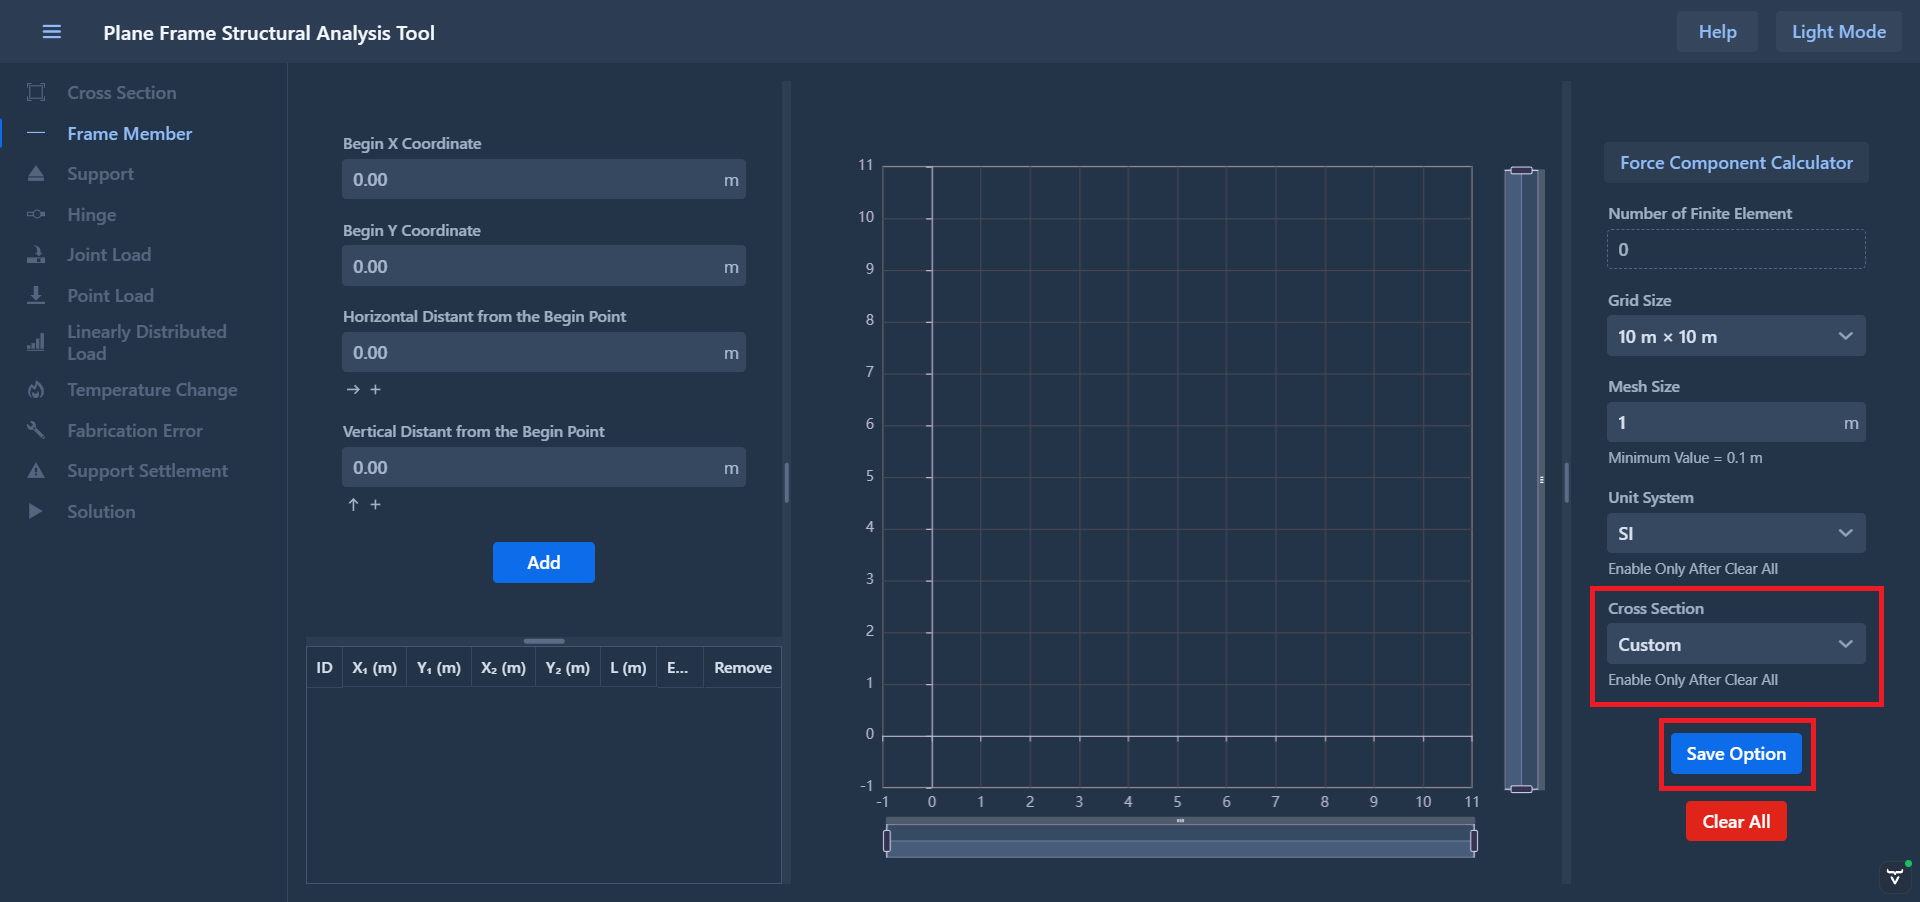 Plane Frame Structural Analysis Tool
Help
Light Mode
Cross Section
Frame Member
Support
Hinge
Joint Load
Point Load
Linearly Distributed
Load
Temperature Change
Fabrication Error
Support Settlement
Solution
Begin X Coordinate
0.00 m
Begin Y Coordinate
0.00 m
Horizontal Distant from the Begin Point
0.00 m
→ +
Vertical Distant from the Begin Point
0.00 m
↑ +
Add
ID X₁ (m) Y₁ (m) X₂ (m) Y₂ (m) L (m) E... Remove
11
10
9
8
7
6
5
4
3
2
1
0
-1
-1 0 1 2 3 4 5 6 7 8 9 10 11
Force Component Calculator
Number of Finite Element
0
Grid Size
10 m × 10 m
Mesh Size
1 m
Minimum Value = 0.1 m
Unit System
SI
Enable Only After Clear All
Cross Section
Custom
Enable Only After Clear All
Save Option
Clear All